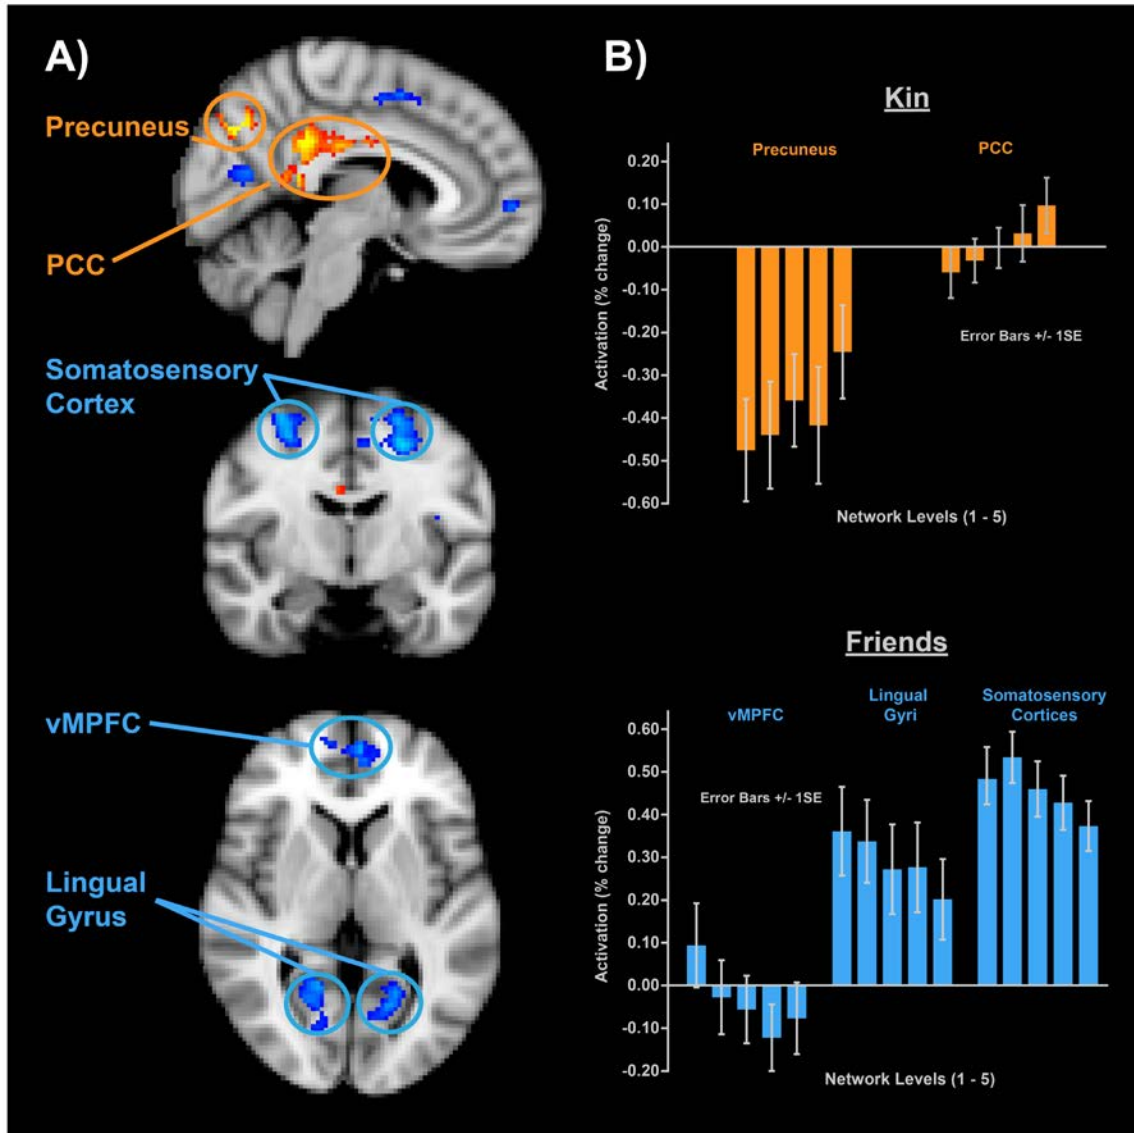 A)
Precuneus
PCC
Somatosensory
Cortex
vMPFC
Lingual
Gyrus
B)
Kin
Precuneus
PCC
0.20
0.10
0.00
-0.10
-0.20
-0.30
-0.40
-0.50
-0.60
Activation (% change)
Error Bars +/- 1SE
Network Levels (1 - 5)
Friends
vMPFC
Lingual
Gyri
Somatosensory
Cortices
0.60
0.50
0.40
0.30
0.20
0.10
0.00
-0.10
-0.20
Activation (% change)
Error Bars +/- 1SE
Network Levels (1 - 5)